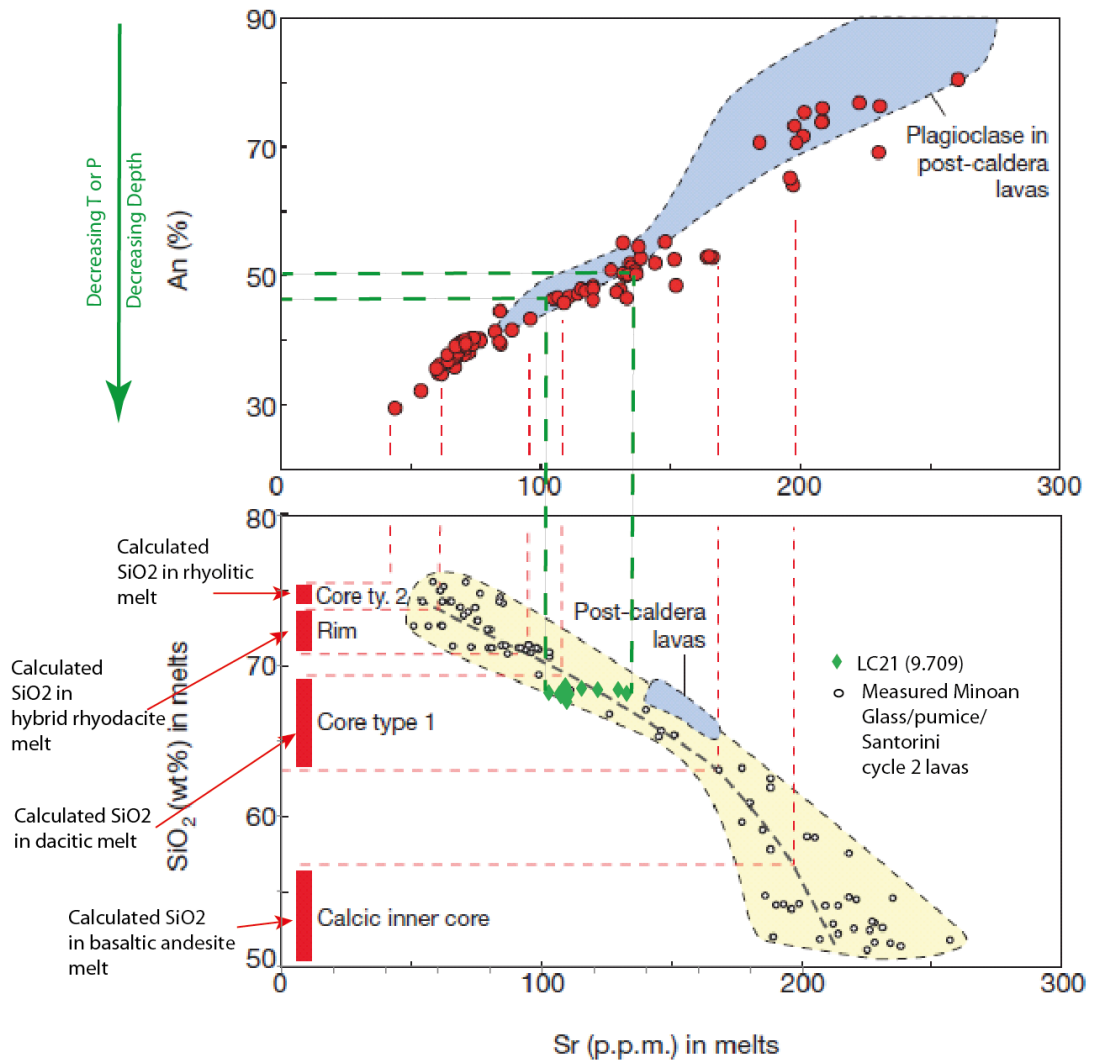 90
70
50
30
An (%)
Decreasing T or P
Decreasing Depth
Plagioclase in
post-caldera
lavas
0
100
200
300
80
70
60
50
SiO₂ (wt%) in melts
Calculated
SiO2 in rhyolitic
melt
Core ty. 2
Rim
Calculated
SiO2 in
hybrid rhyodacite
melt
Core type 1
Calculated SiO2
in dacitic melt
Calculated SiO2
in basaltic andesite
melt
Calcic inner core
Post-caldera
lavas
LC21 (9.709)
Measured Minoan
Glass/pumice/
Santorini
cycle 2 lavas
0
100
200
300
Sr (p.p.m.) in melts